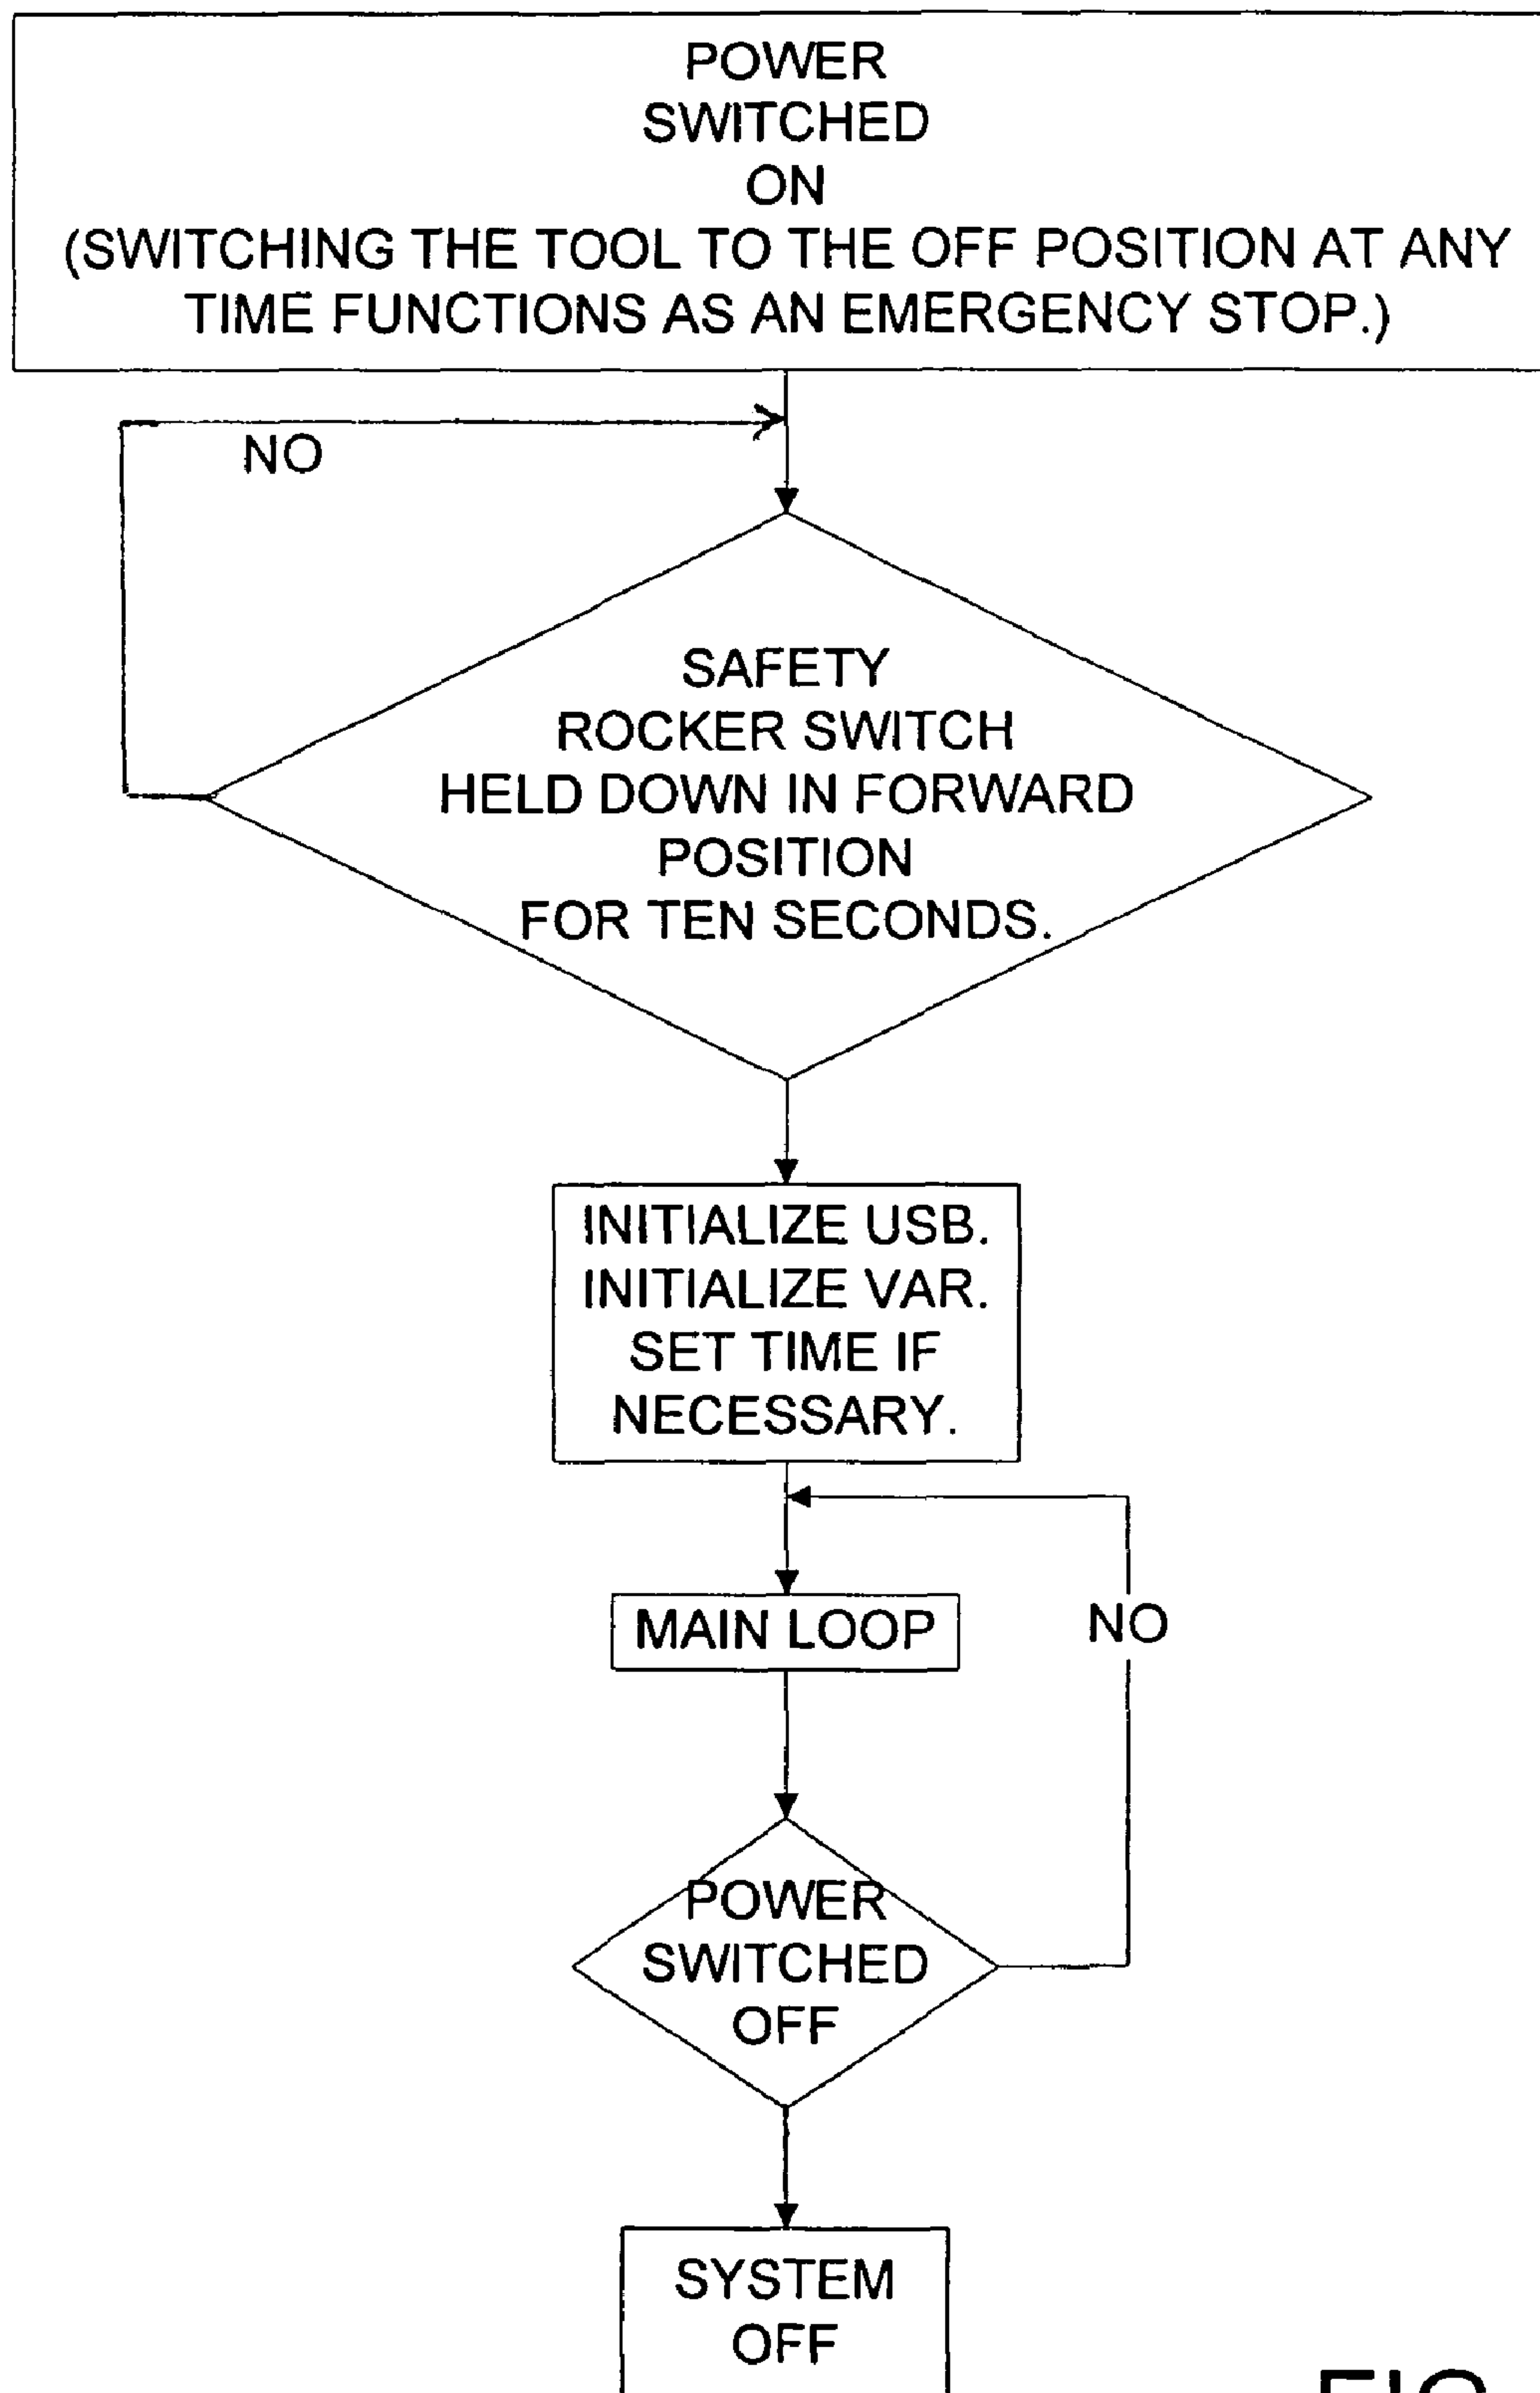 POWER
SWITCHED
ON
(SWITCHING THE TOOL TO THE OFF POSITION AT ANY
TIME FUNCTIONS AS AN EMERGENCY STOP.)
NO
SAFETY
ROCKER SWITCH
HELD DOWN IN FORWARD
POSITION
FOR TEN SECONDS.
INITIALIZE USB.
INITIALIZE VAR.
SET TIME IF
NECESSARY.
MAIN LOOP
NO
POWER
SWITCHED
OFF
SYSTEM
OFF